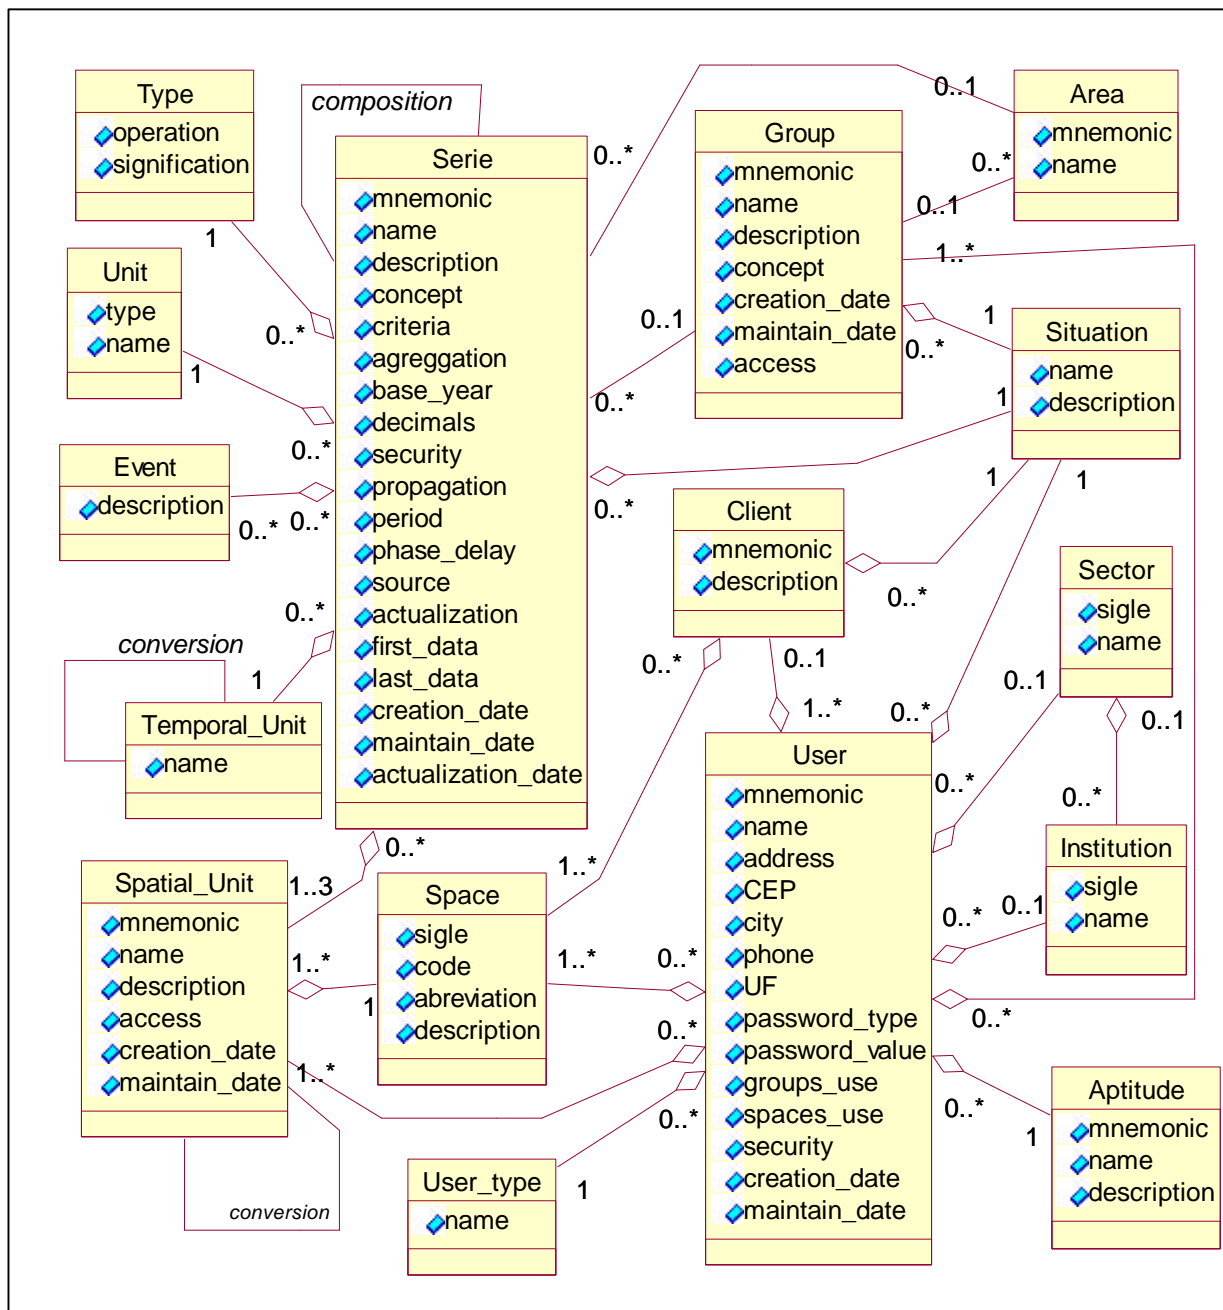 Type
operation
signification
composition
Serie
mnemonic
name
description
concept
criteria
agreggation
base_year
decimals
security
propagation
period
phase_delay
source
actualization
first_data
last_data
creation_date
maintain_date
actualization_date
Group
mnemonic
name
description
concept
creation_date
maintain_date
access
Area
mnemonic
name
0..1
0..*
0..*
0..1
1..*
1
0..*
Unit
type
name
1
0..*
0..1
0..*
1
0..*
Situation
name
description
1
0..*
1
1
Event
description
0..*
0..*
Client
mnemonic
description
0..*
Sector
sigle
name
0..*
conversion
1
Temporal_Unit
name
0..*
0..1
1..*
0..*
0..1
0..1
0..*
User
mnemonic
name
address
CEP
city
phone
UF
password_type
password_value
groups_use
spaces_use
security
creation_date
maintain_date
0..*
Institution
sigle
name
0..*
0..1
0..*
1..3
Spatial_Unit
mnemonic
name
description
access
creation_date
maintain_date
1..*
Space
sigle
code
abreviation
description
1..*
1
1..*
0..*
0..*
0..*
1..*
0..*
conversion
User_type
name
1
0..*
1
Aptitude
mnemonic
name
description